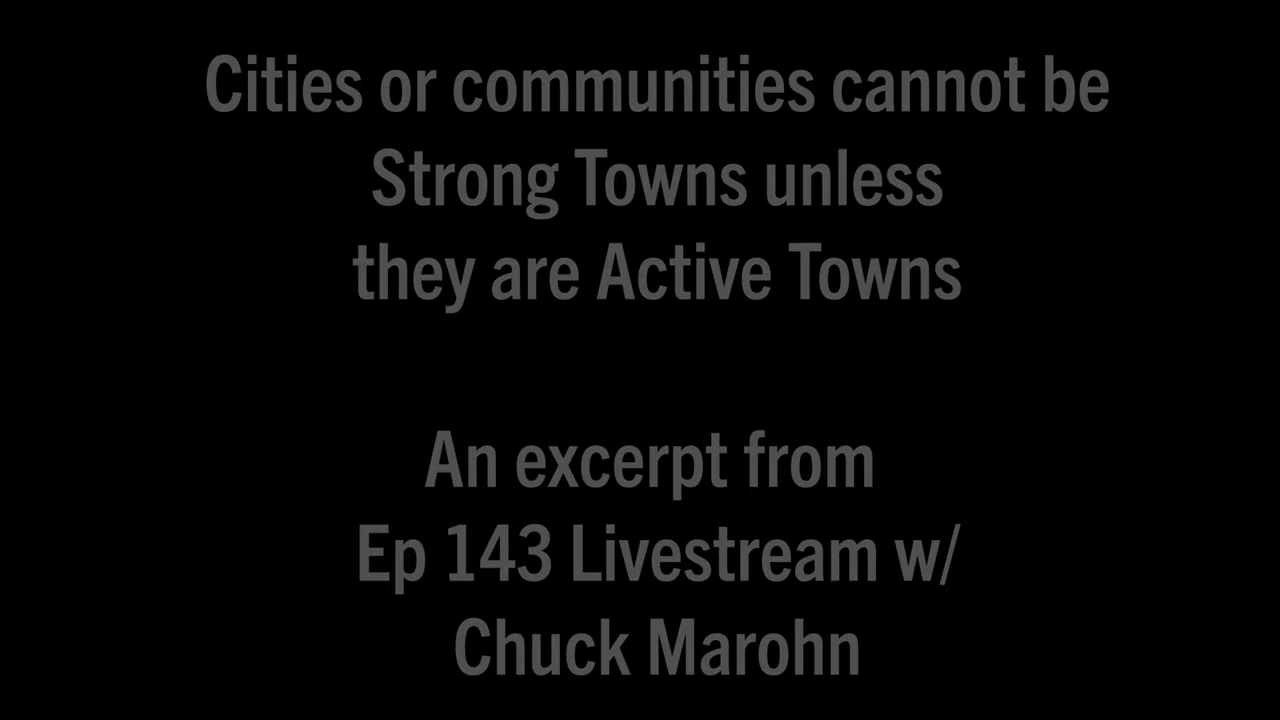 Cities or communities cannot be
Strong Towns unless
they are Active Towns
An excerpt from
Ep 143 Livestream w/
Chuck Marohn